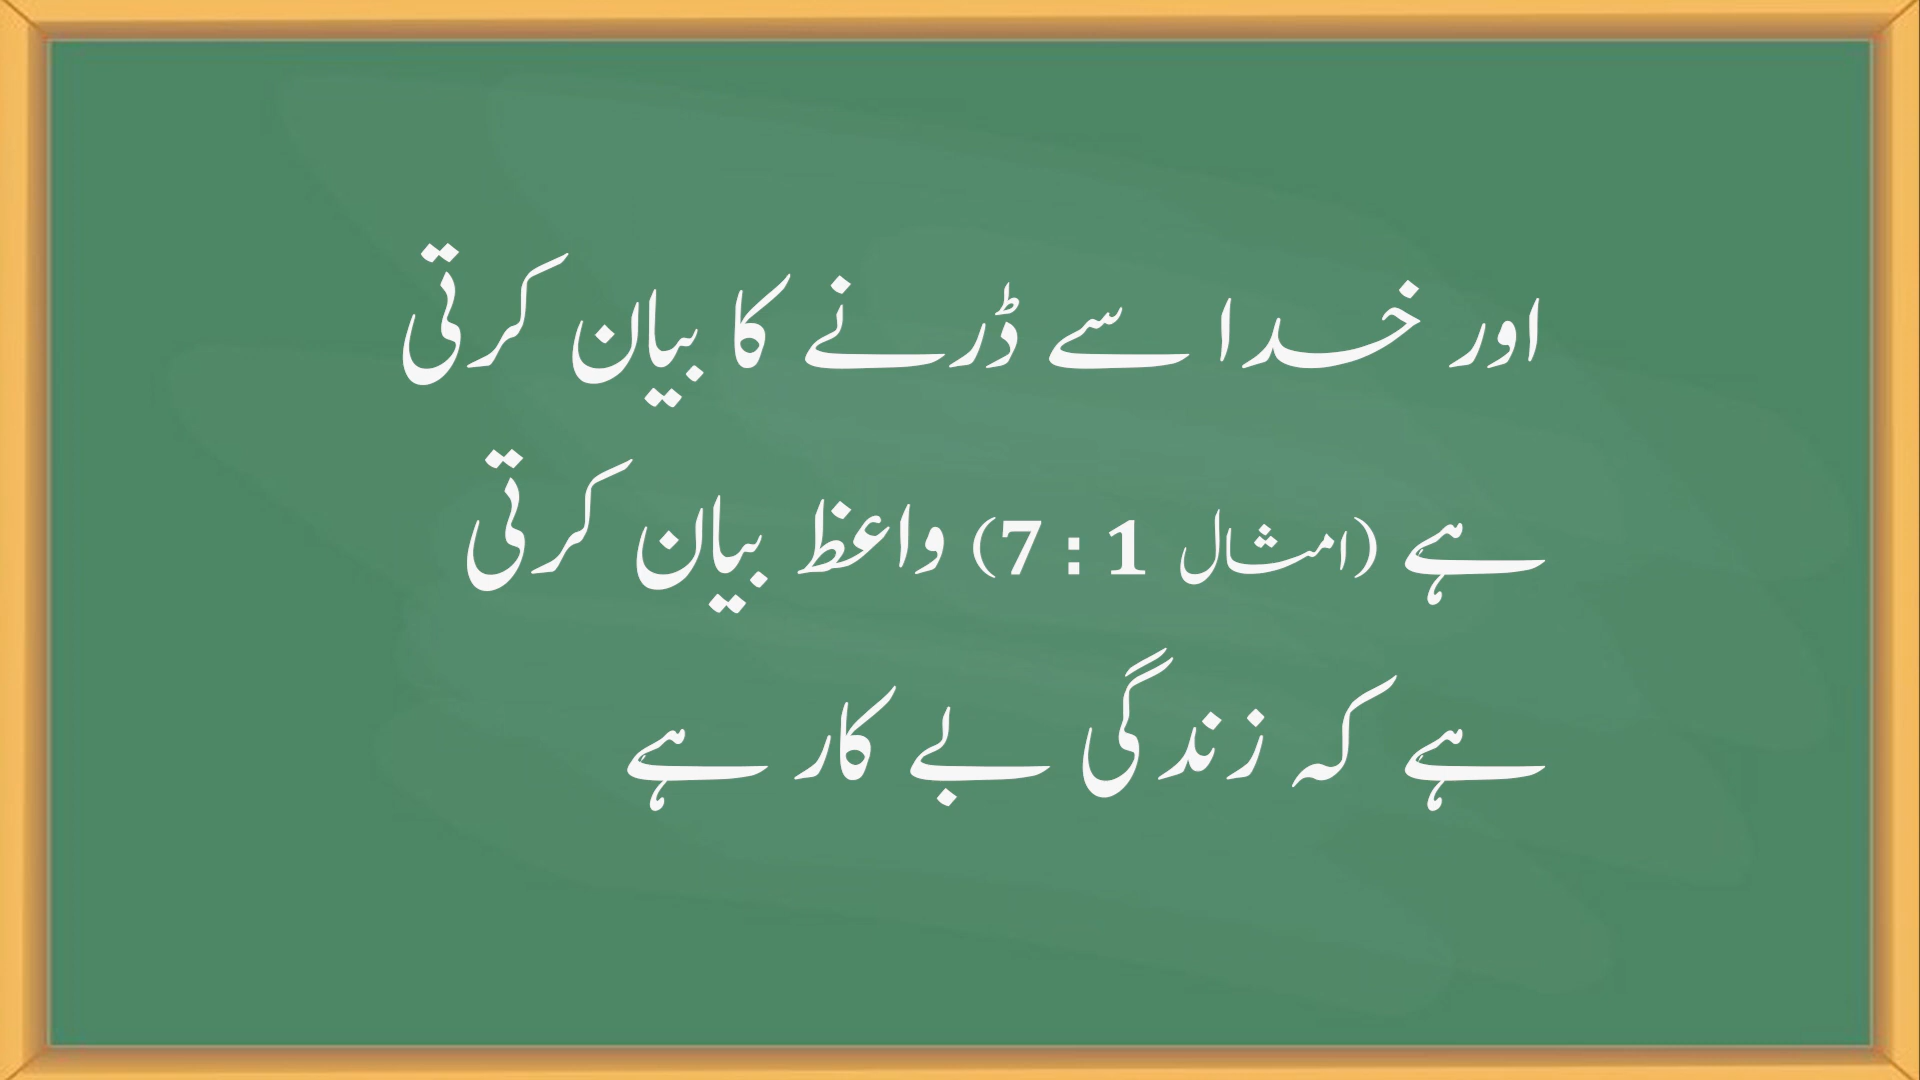 اور خدا سے ڈرنے کا بیان کرتی
ہے (امثال 1 : 7) واعظ بیان کرتی
ہے کہ زندگی بے کار ہے